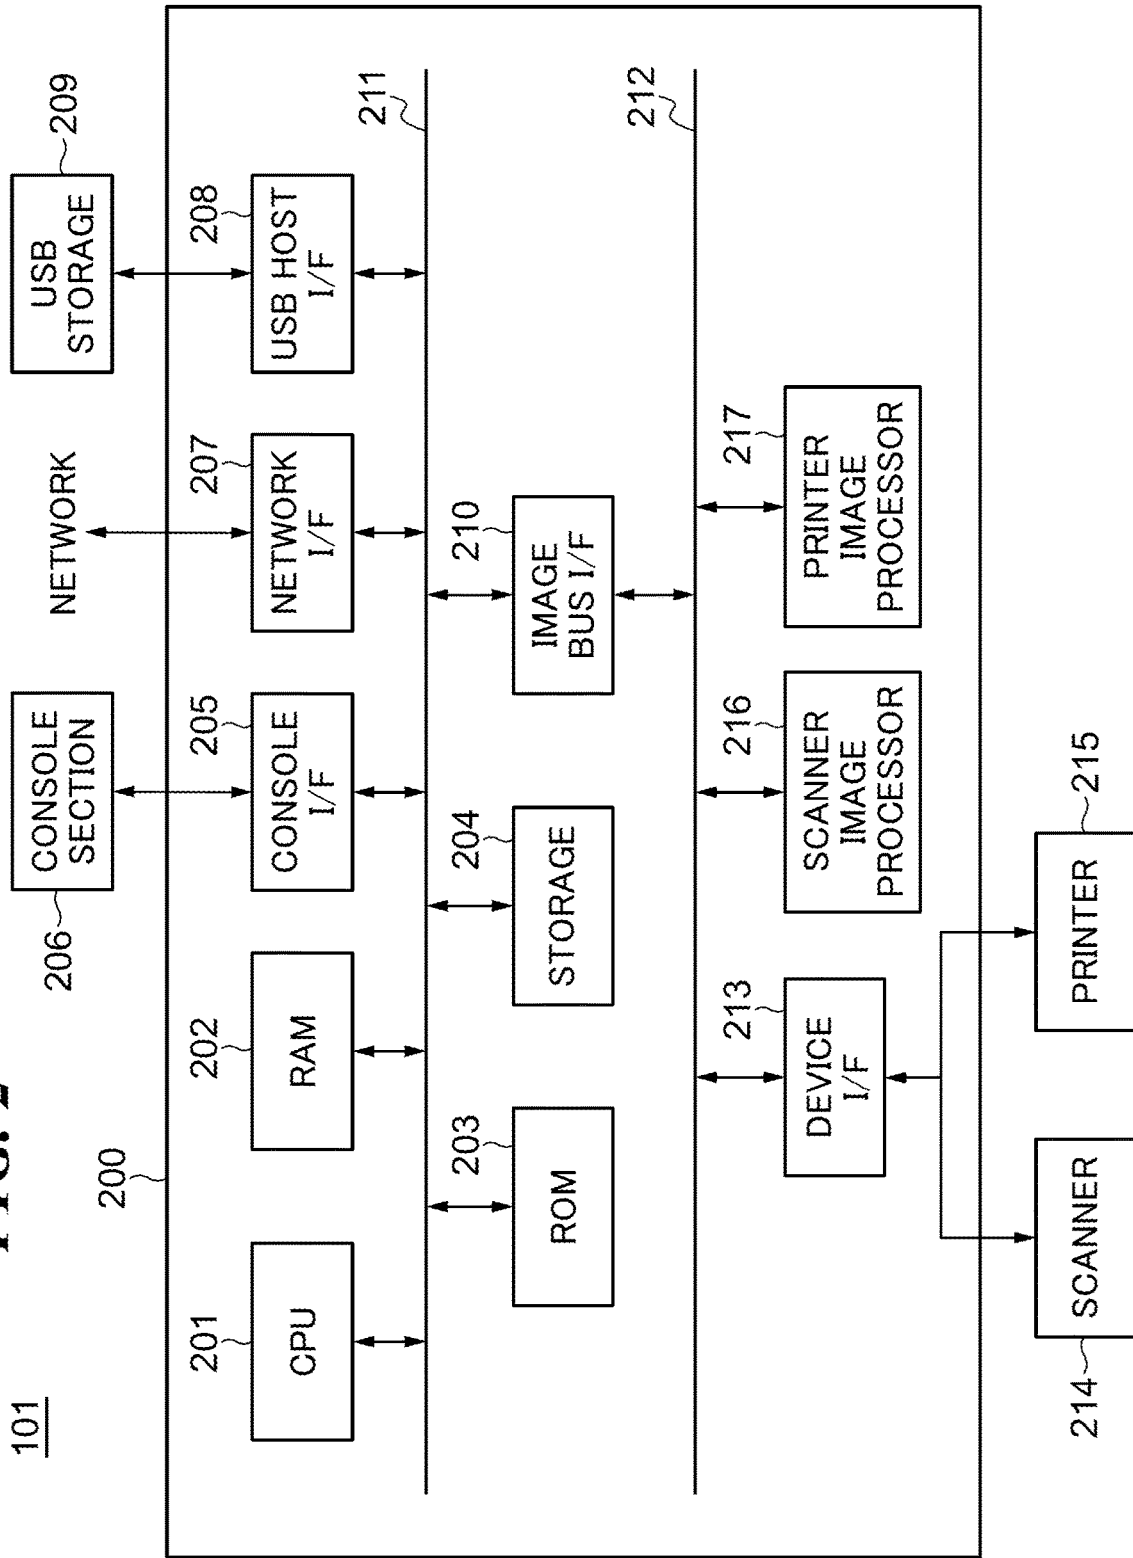 FIG. 2
101
200
206
CONSOLE
SECTION
NETWORK
USB
STORAGE
209
201
CPU
202
RAM
205
CONSOLE
I/F
207
NETWORK
I/F
208
USB HOST
I/F
211
203
ROM
204
STORAGE
210
IMAGE
BUS I/F
212
213
DEVICE
I/F
216
SCANNER
IMAGE
PROCESSOR
217
PRINTER
IMAGE
PROCESSOR
214
SCANNER
PRINTER
215